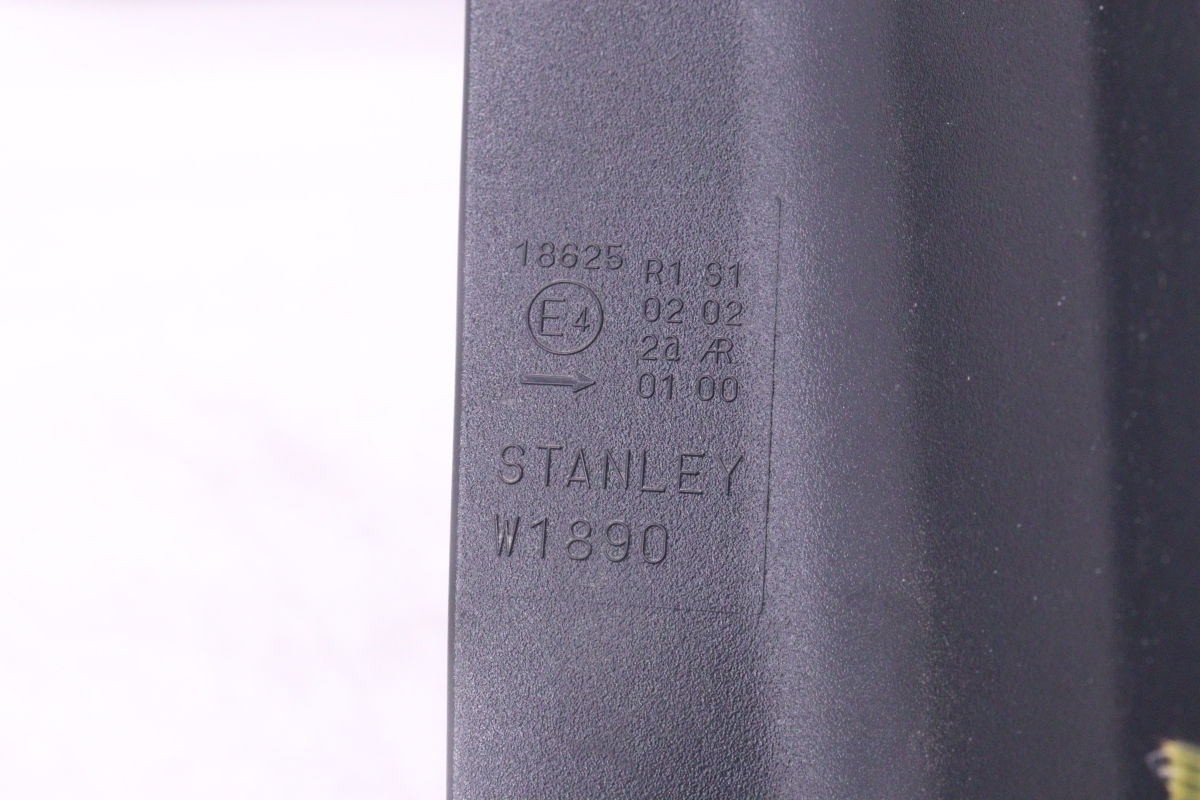 18625
E4
→
R1 S1
02 02
2a AR
01 00
STANLEY
W1890